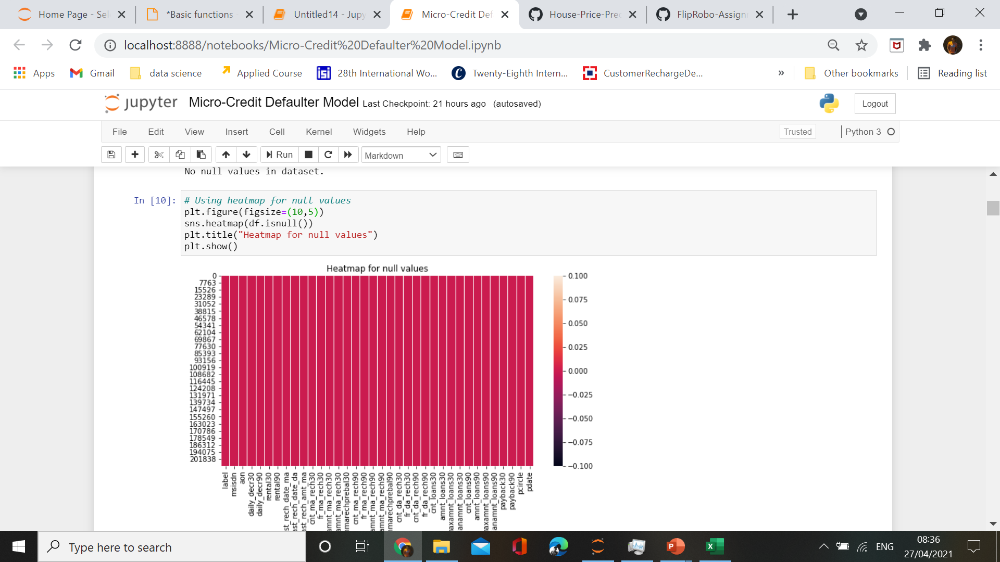 Home Page - Sel
*Basic functions
Untitled14 - Jupy
Micro-Credit Def
House-Price-Pred
FlipRobo-Assign
localhost:8888/notebooks/Micro-Credit%20Defaulter%20Model.ipynb
Apps
Gmail
data science
Applied Course
28th International Wo...
Twenty-Eighth Intern...
CustomerRechargeDe...
»
Other bookmarks
Reading list
jupyter
Micro-Credit Defaulter Model
Last Checkpoint: 21 hours ago (autosaved)
Logout
File
Edit
View
Insert
Cell
Kernel
Widgets
Help
Trusted
Python 3
Run
Markdown
No null values in dataset.
In [10]:
# Using heatmap for null values
plt.figure(figsize=(10,5))
sns.heatmap(df.isnull())
plt.title("Heatmap for null values")
plt.show()
Heatmap for null values
0
7763
15526
23289
31052
38815
46578
54341
62104
69867
77630
85393
93156
100919
108682
116445
124208
131971
139734
147497
155260
163023
170786
178549
186312
194075
201838
0.100
0.075
0.050
0.025
0.000
−0.025
−0.050
−0.075
−0.100
label
msisdn
aon
daily_decr30
daily_decr90
rental30
rental90
st_rech_date_ma
ast_rech_date_da
ast_rech_amt_ma
cnt_ma_rech30
fr_ma_rech30
amnt_ma_rech30
amnt_ma_rech30
marechprebal30
cnt_ma_rech90
fr_ma_rech90
amnt_ma_rech90
amnt_ma_rech90
amarechprebal90
cnt_da_rech30
fr_da_rech30
cnt_da_rech90
fr_da_rech90
cnt_loans30
amnt_loans30
axamnt_loans30
anamnt_loans30
cnt_loans90
amnt_loans90
axamnt_loans90
anamnt_loans90
payback30
payback90
pcircle
pdate
Type here to search
ENG
08:36
27/04/2021